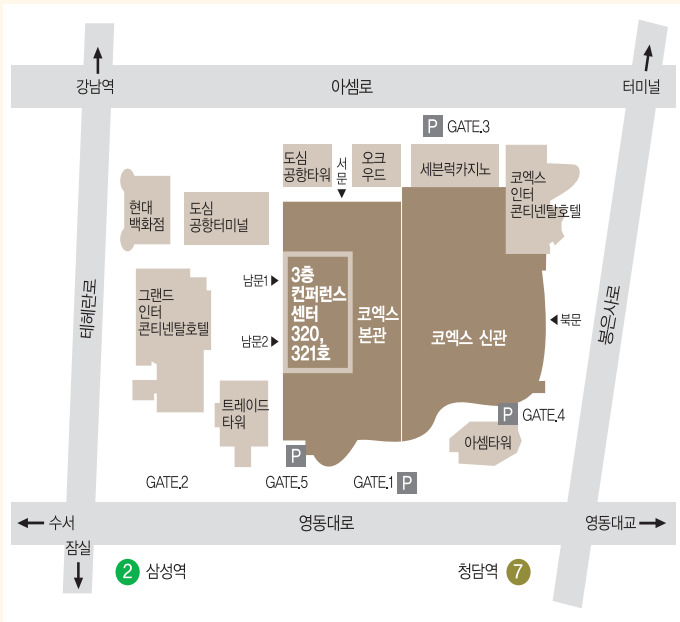 강남역
아셈로
터미널
P GATE.3
도심
공항타워
서
문
오크
우드
세븐럭카지노
코엑스
인터
콘티넨탈호텔
현대
백화점
도심
공항터미널
남문1
3층
컨퍼런스
센터
320,
321호
코엑스
본관
코엑스 신관
북문
그랜드
인터
콘티넨탈호텔
남문2
테헤란로
봉은사로
트레이드
타워
P GATE.4
아셈타워
P
GATE.2
GATE.5
GATE.1 P
수서
영동대로
영동대교
잠실
2 삼성역
청담역 7